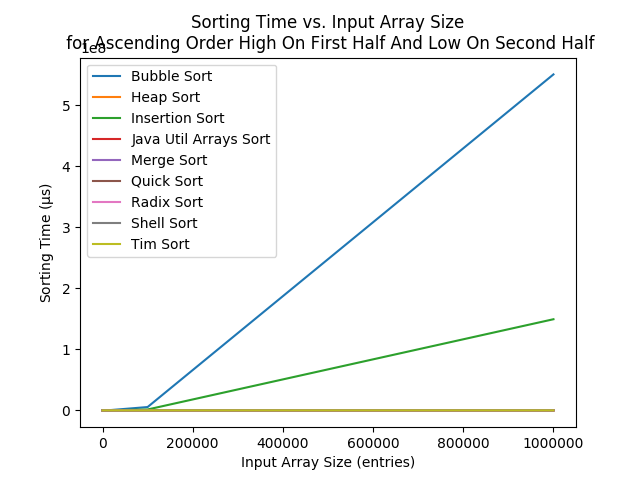 Sorting Time vs. Input Array Size
for Ascending Order High On First Half And Low On Second Half
1e8
Bubble Sort
Heap Sort
Insertion Sort
Java Util Arrays Sort
Merge Sort
Quick Sort
Radix Sort
Shell Sort
Tim Sort
5
4
3
2
1
0
Sorting Time (µs)
0 200000 400000 600000 800000 1000000
Input Array Size (entries)